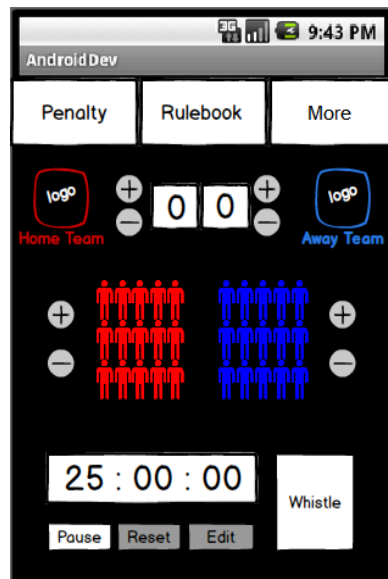 3G 9:43 PM
AndroidDev
Penalty Rulebook More
logo + 0 0 + logo
− −
Home Team Away Team
+ +
− −
25 : 00 : 00
Whistle
Pause Reset Edit